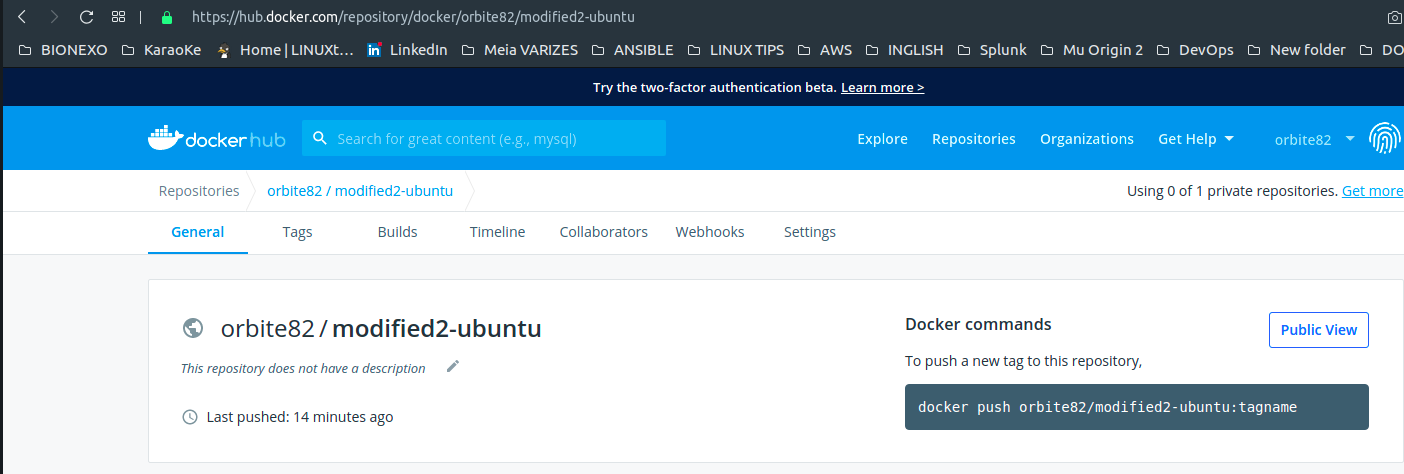 https://hub.docker.com/repository/docker/orbite82/modified2-ubuntu
BIONEXO KaraoKe Home | LINUXt... LinkedIn Meia VARIZES ANSIBLE LINUX TIPS AWS INGLISH Splunk Mu Origin 2 DevOps New folder DO
Try the two-factor authentication beta. Learn more >
docker hub Search for great content (e.g., mysql) Explore Repositories Organizations Get Help orbite82
Repositories orbite82 / modified2-ubuntu Using 0 of 1 private repositories. Get more
General Tags Builds Timeline Collaborators Webhooks Settings
orbite82 / modified2-ubuntu
This repository does not have a description
Last pushed: 14 minutes ago
Docker commands
Public View
To push a new tag to this repository,
docker push orbite82/modified2-ubuntu:tagname